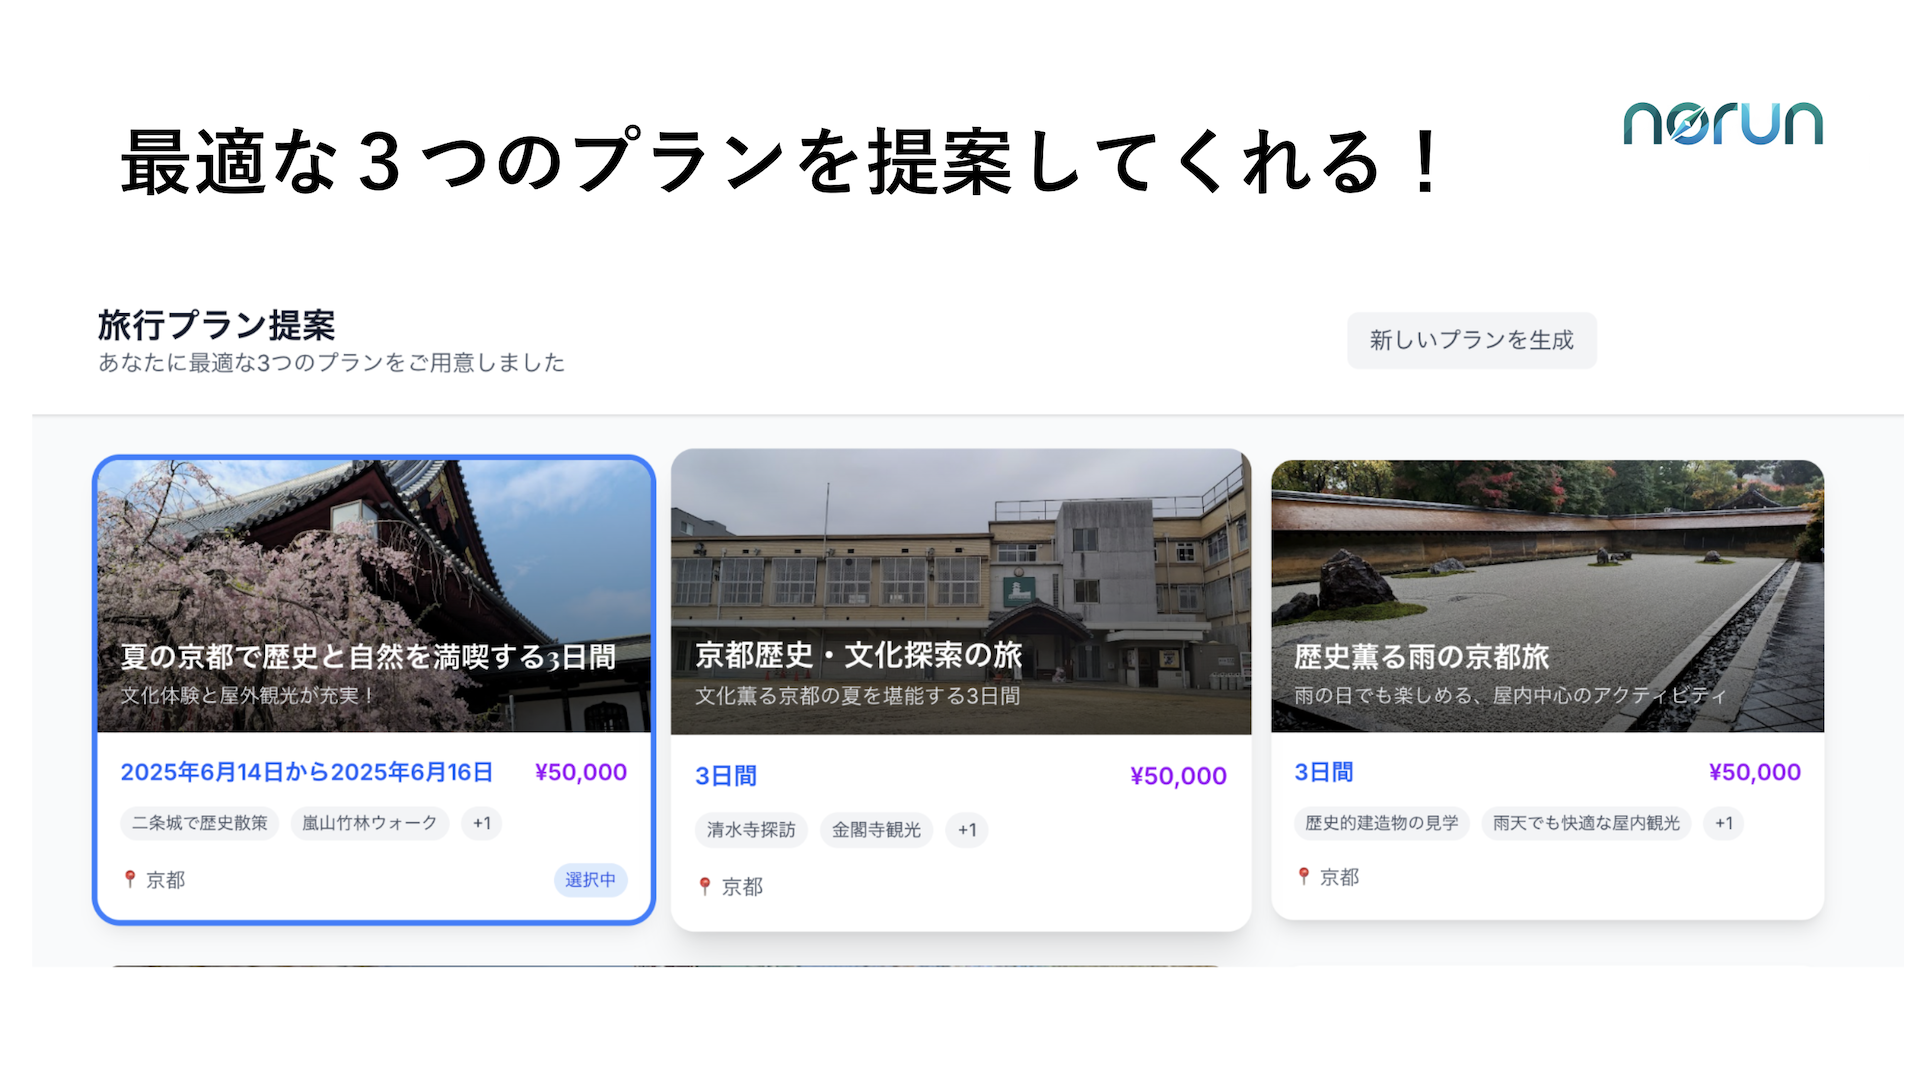 最適な３つのプランを提案してくれる！
norun
旅行プラン提案
あなたに最適な3つのプランをご用意しました
新しいプランを生成
夏の京都で歴史と自然を満喫する3日間
文化体験と屋外観光が充実！
2025年6月14日から2025年6月16日
¥50,000
二条城で歴史散策
嵐山竹林ウォーク
+1
京都
選択中
京都歴史・文化探索の旅
文化薫る京都の夏を堪能する3日間
3日間
¥50,000
清水寺探訪
金閣寺観光
+1
京都
歴史薫る雨の京都旅
雨の日でも楽しめる、屋内中心のアクティビティ
3日間
¥50,000
歴史的建造物の見学
雨天でも快適な屋内観光
+1
京都